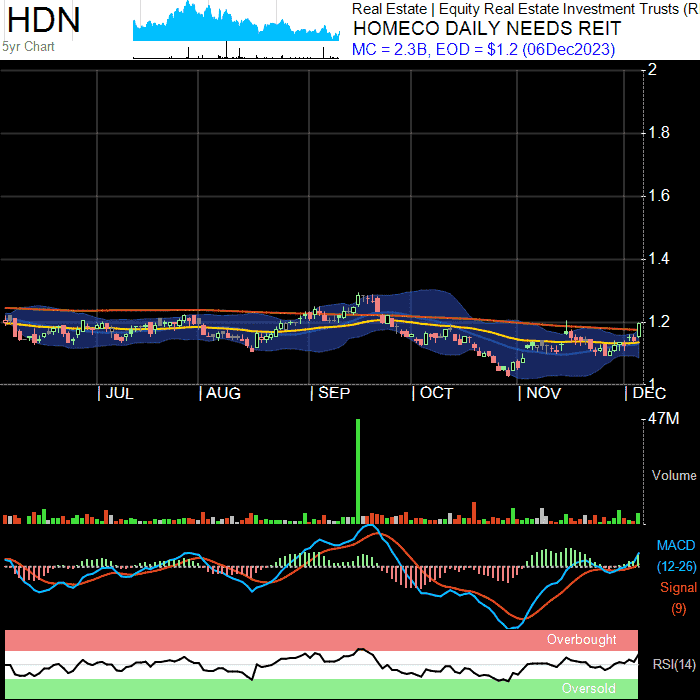 HDN
5yr Chart
Real Estate | Equity Real Estate Investment Trusts (R
HOMECO DAILY NEEDS REIT
MC = 2.3B, EOD = $1.2 (06Dec2023)
2
1.8
1.6
1.4
1.2
1
JUL AUG SEP OCT NOV DEC
47M
Volume
MACD
(12-26)
Signal
(9)
Overbought
RSI(14)
Oversold